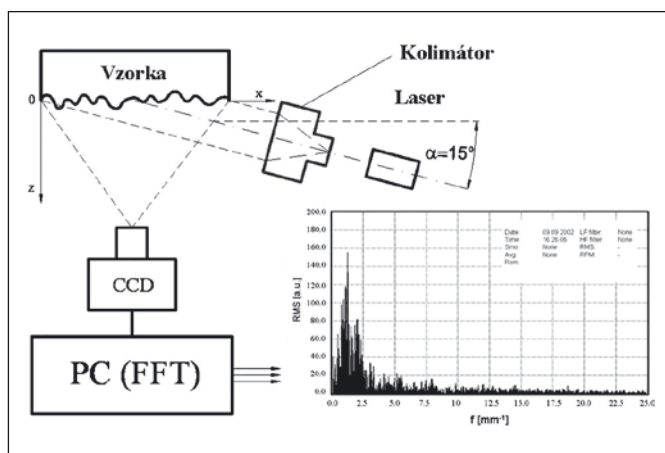 Vzorka
Kolimátor
0
x
Laser
α=15°
z
CCD
PC (FFT)
200.0
180.0
160.0
140.0
120.0
100.0
80.0
60.0
40.0
20.0
0.0
RMS [a.u.]
Date: 09.09.2002 LF filter: None
Time: 16.26.06 HF filter: None
Smo: None RMS: -
Avg: None RPM: -
0.0 2.5 5.0 7.5 10.0 12.5 15.0 17.5 20.0 22.5 25.0
f [mm⁻¹]